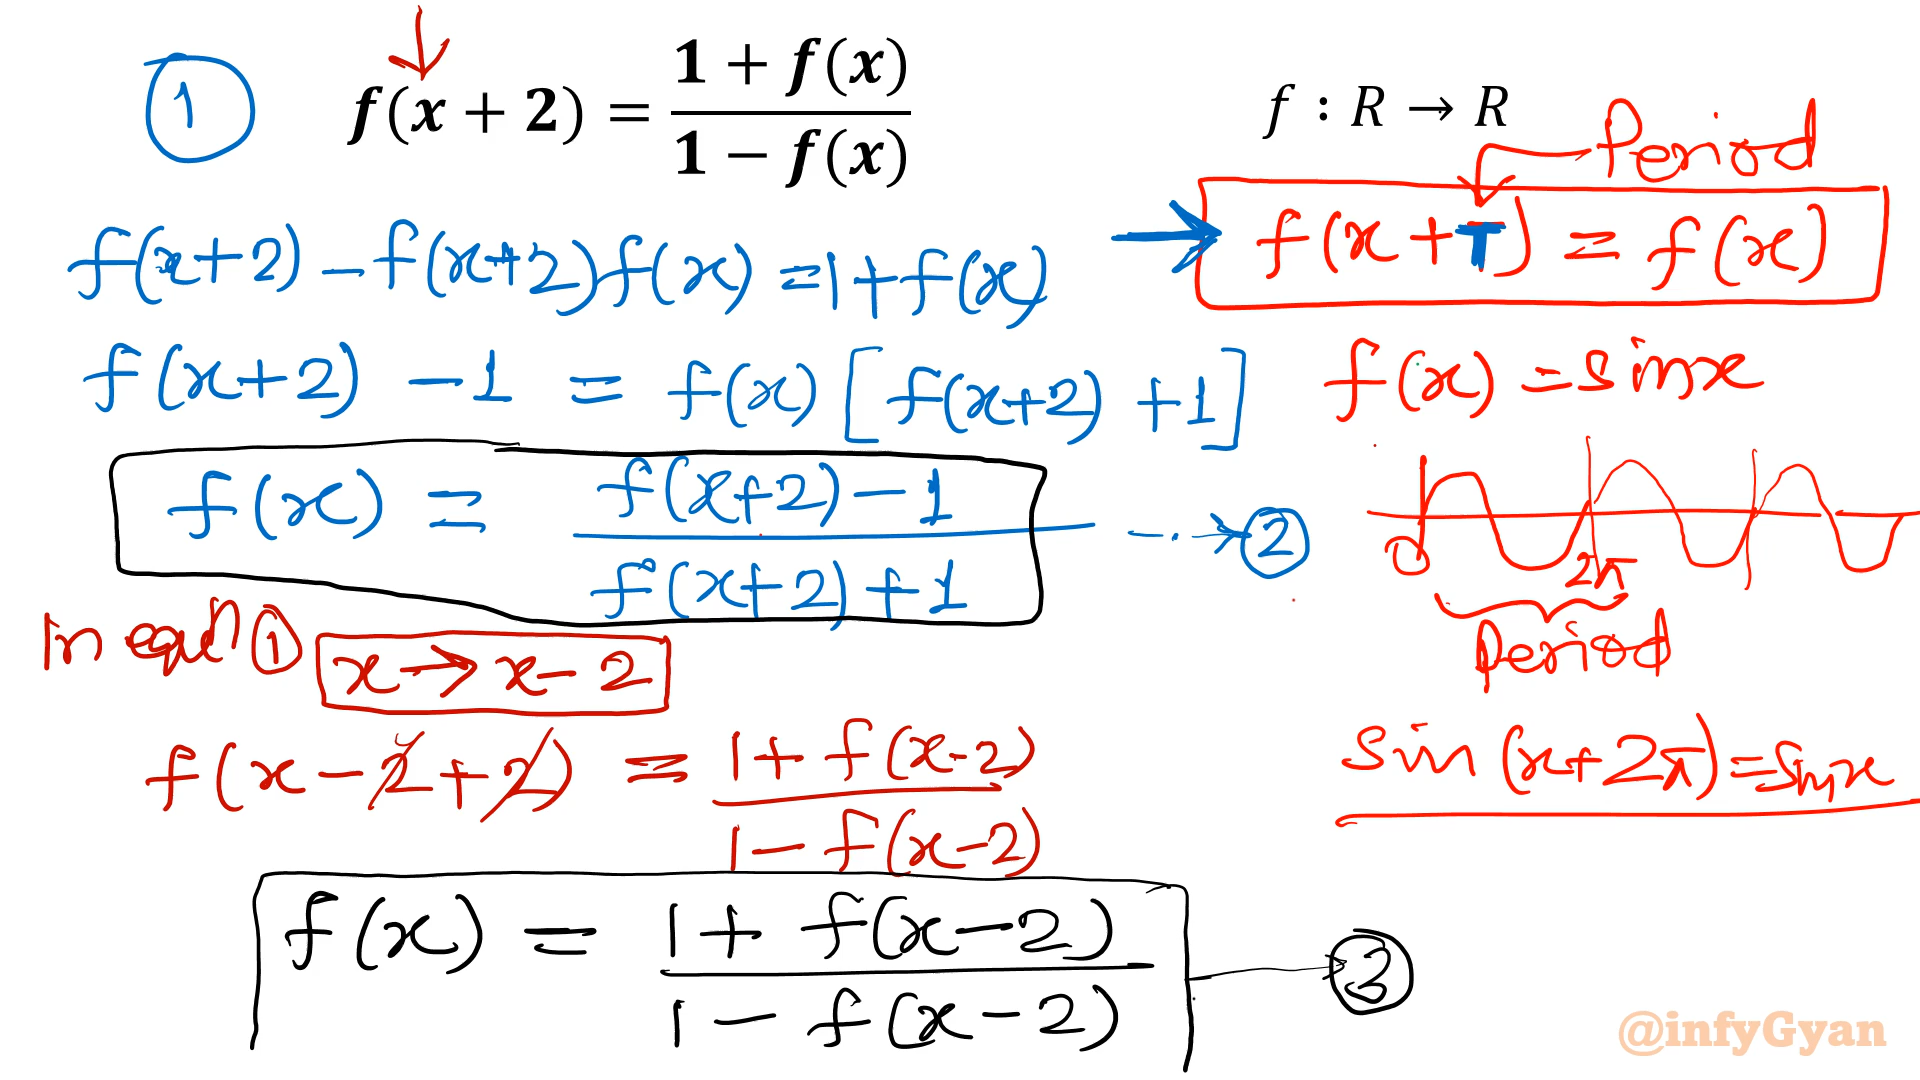 ① f(x + 2) = (1 + f(x)) / (1 − f(x))
f : R → R
Period
f(x+T) = f(x)
f(x+2) − f(x+2)f(x) = 1+f(x)
f(x+2) − 1 = f(x) [f(x+2) +1]
f(x) = sinx
f(x) = (f(x+2) − 1) / (f(x+2) + 1) ...→ ②
0 2π
Period
In eqn ① x → x − 2
f(x − 2 + 2) = (1 + f(x−2)) / (1 − f(x−2))
sin (x+2π) = sinx
f(x) = (1 + f(x−2)) / (1 − f(x−2)) → ③
@infyGyan